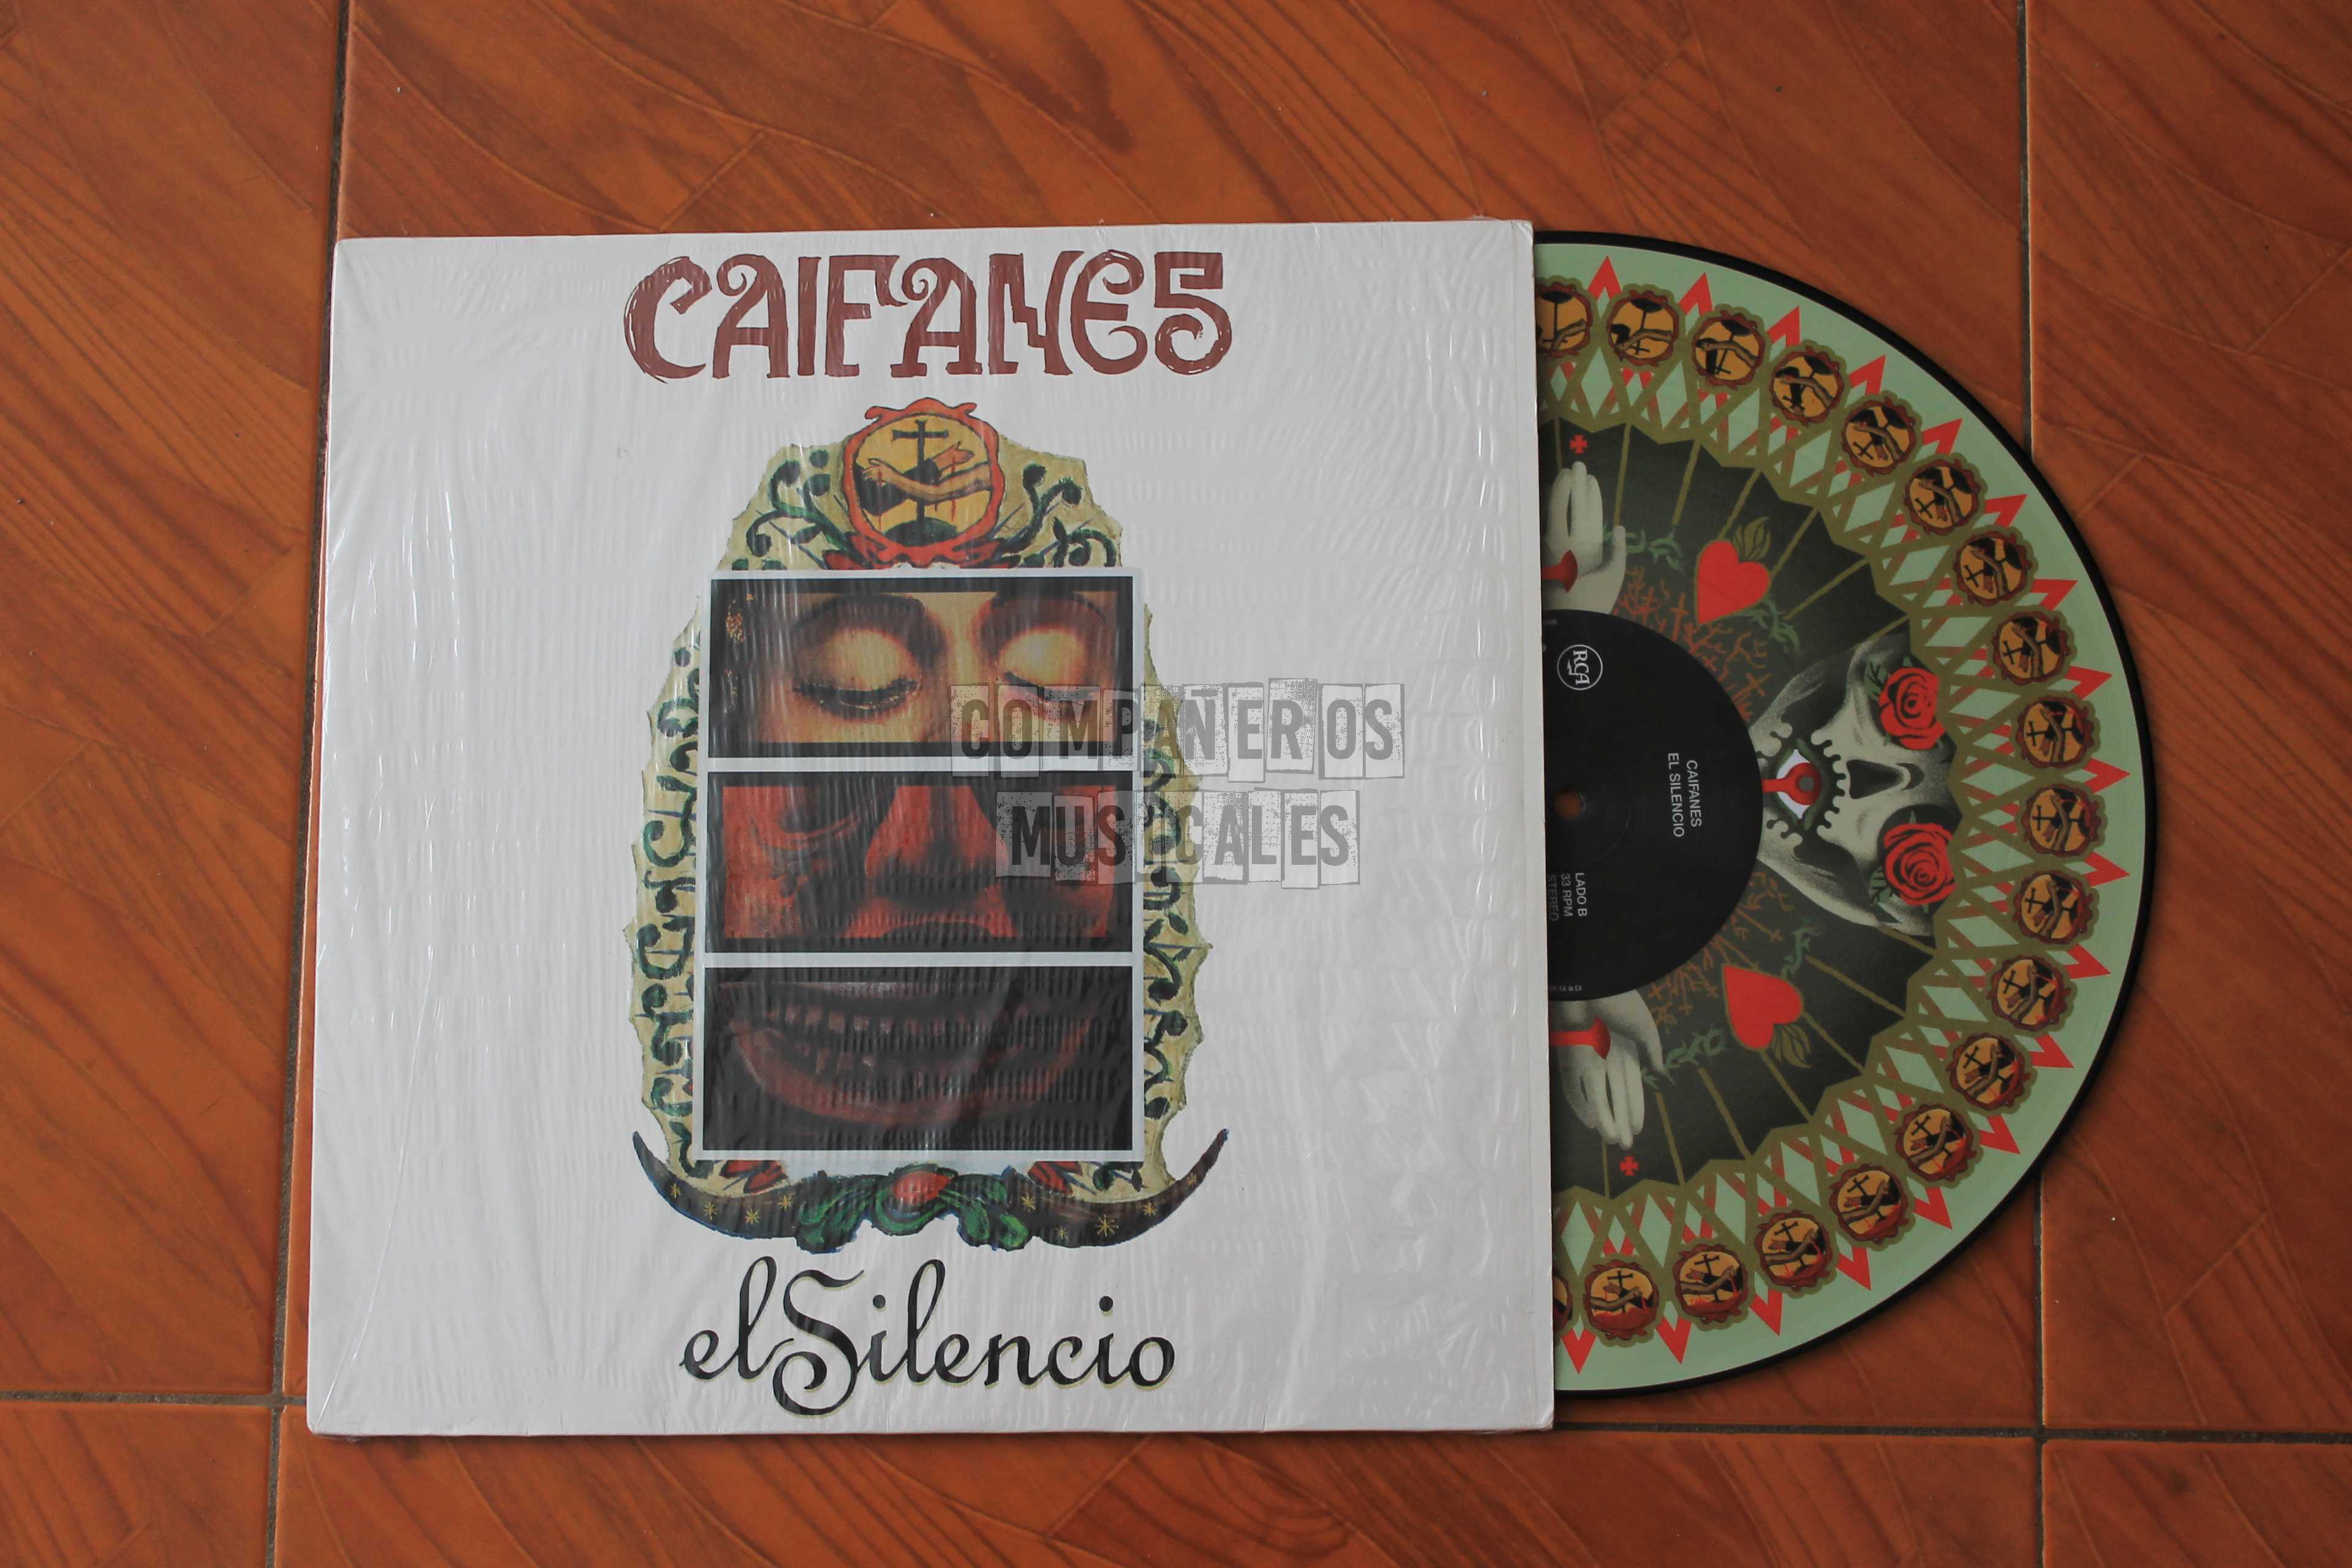 CAIFANES
el Silencio
COMPAÑEROS
MUSICALES
RCA
CAIFANES
EL SILENCIO
LADO B
33 RPM
STEREO